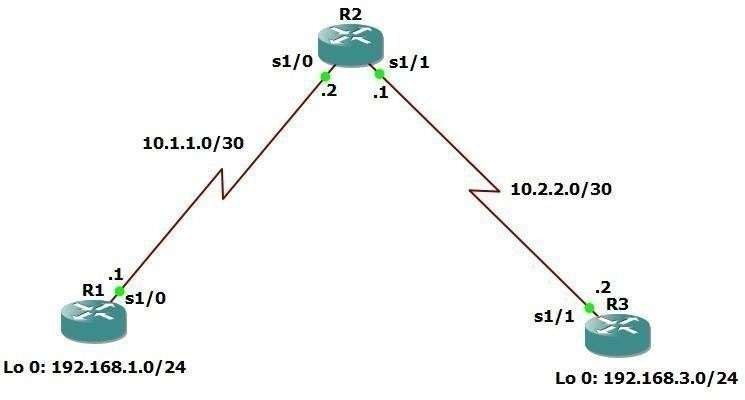 R2
s1/0
s1/1
.2
.1
10.1.1.0/30
10.2.2.0/30
.1
R1
s1/0
.2
R3
s1/1
Lo 0: 192.168.1.0/24
Lo 0: 192.168.3.0/24